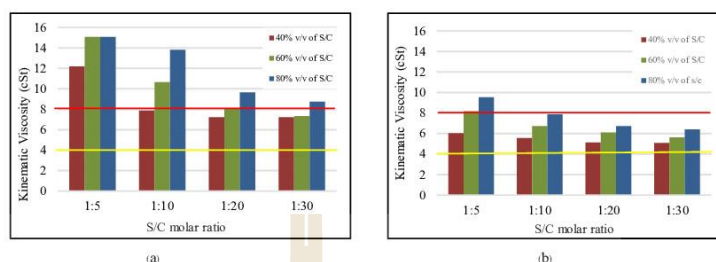 (a)
16
14
12
10
8
6
4
2
0
Kinematic Viscosity (cSt)
40% v/v of S/C
60% v/v of S/C
80% v/v of S/C
1:5 1:10 1:20 1:30
S/C molar ratio
(a)
(b)
16
14
12
10
8
6
4
2
0
Kinematic Viscosity (cSt)
40% v/v of S/C
60% v/v of S/C
80% v/v of s/c
1:5 1:10 1:20 1:30
S/C molar ratio
(b)